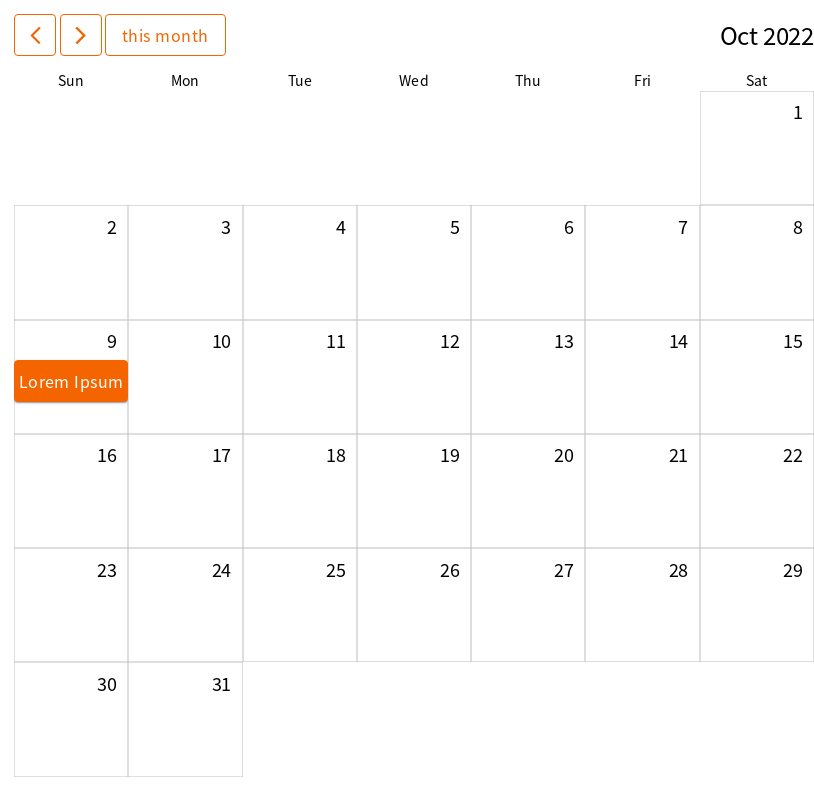 this month Oct 2022
Sun Mon Tue Wed Thu Fri Sat
1
2 3 4 5 6 7 8
9 10 11 12 13 14 15
Lorem Ipsum
16 17 18 19 20 21 22
23 24 25 26 27 28 29
30 31